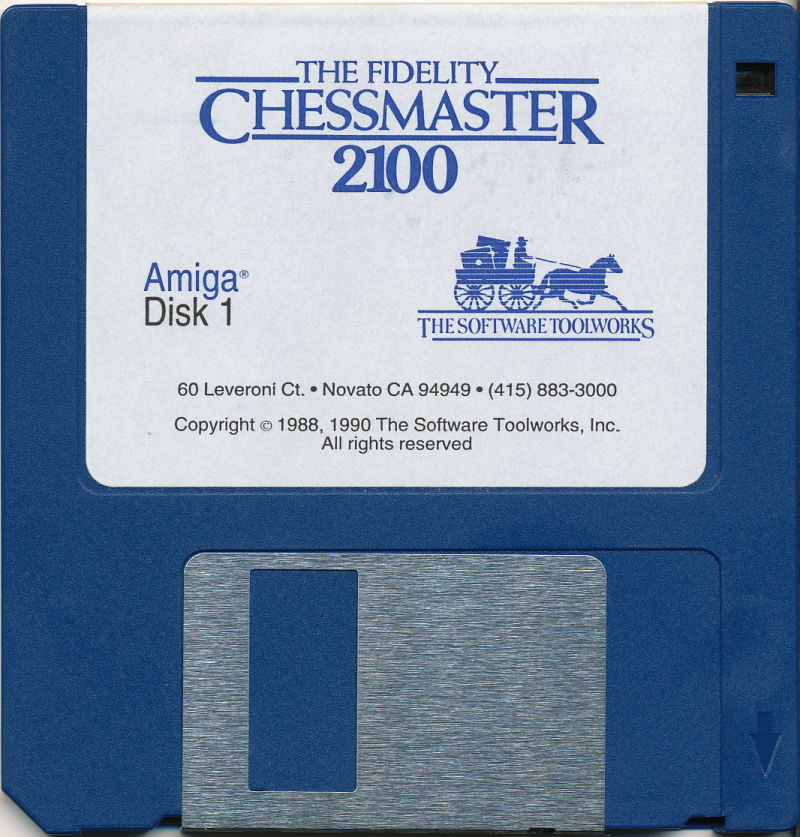 THE FIDELITY
CHESSMASTER
2100
Amiga®
Disk 1
THE SOFTWARE TOOLWORKS
60 Leveroni Ct. • Novato CA 94949 • (415) 883-3000
Copyright © 1988, 1990 The Software Toolworks, Inc.
All rights reserved